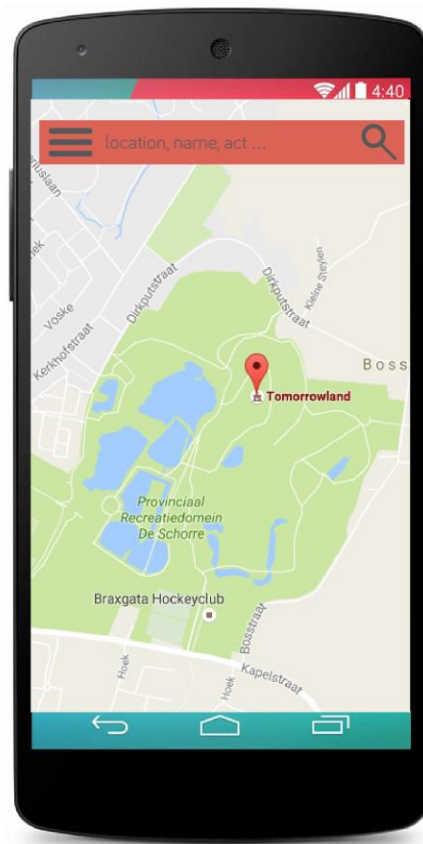 4:40
location, name, act ...
enuslaan
Dirkputstraat
Dirkputstraat
Kleine Steylen
Voske
Kerkhofstraat
Boss
Tomorrowland
Provinciaal
Recreatiedomein
De Schorre
Braxgata Hockeyclub
Bosstraat
Hoek
Hoek
Kapelstraat